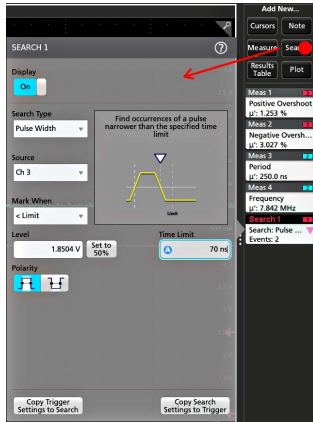 Add New...
Cursors
Note
Measure
Results
Table
Plot
SEARCH 1
?
Display
On
Search Type
Pulse Width
Source
Ch 3
Mark When
< Limit
Find occurrences of a pulse
narrower than the specified time
limit
Limit
Level
1.8504 V
Set to
50%
Time Limit
A
70 ns
Polarity
Copy Trigger
Settings to Search
Copy Search
Settings to Trigger
Meas 1
Positive Overshoot
µ': 1.253 %
Meas 2
Negative Oversh...
µ': 3.027 %
Meas 3
Period
µ': 250.0 ns
Meas 4
Frequency
µ': 7.842 MHz
Search 1
Search: Pulse ...
Events: 2